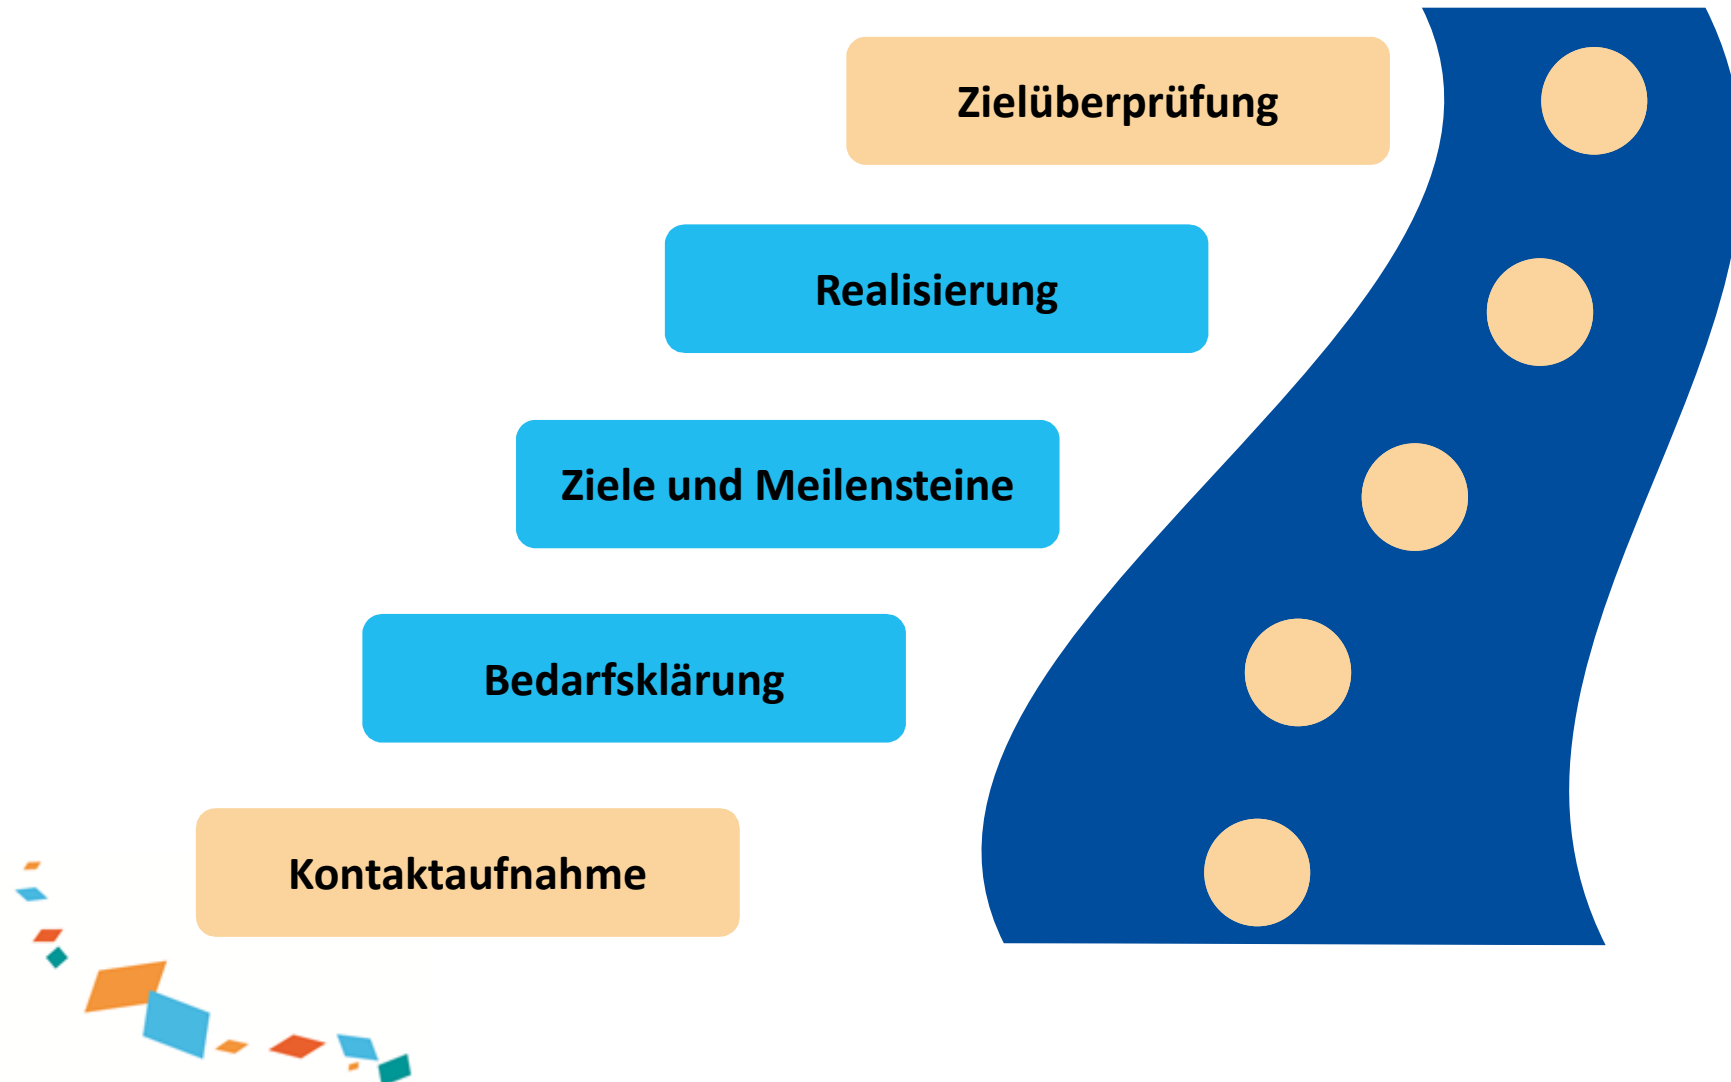 Zielüberprüfung
Realisierung
Ziele und Meilensteine
Bedarfsklärung
Kontaktaufnahme